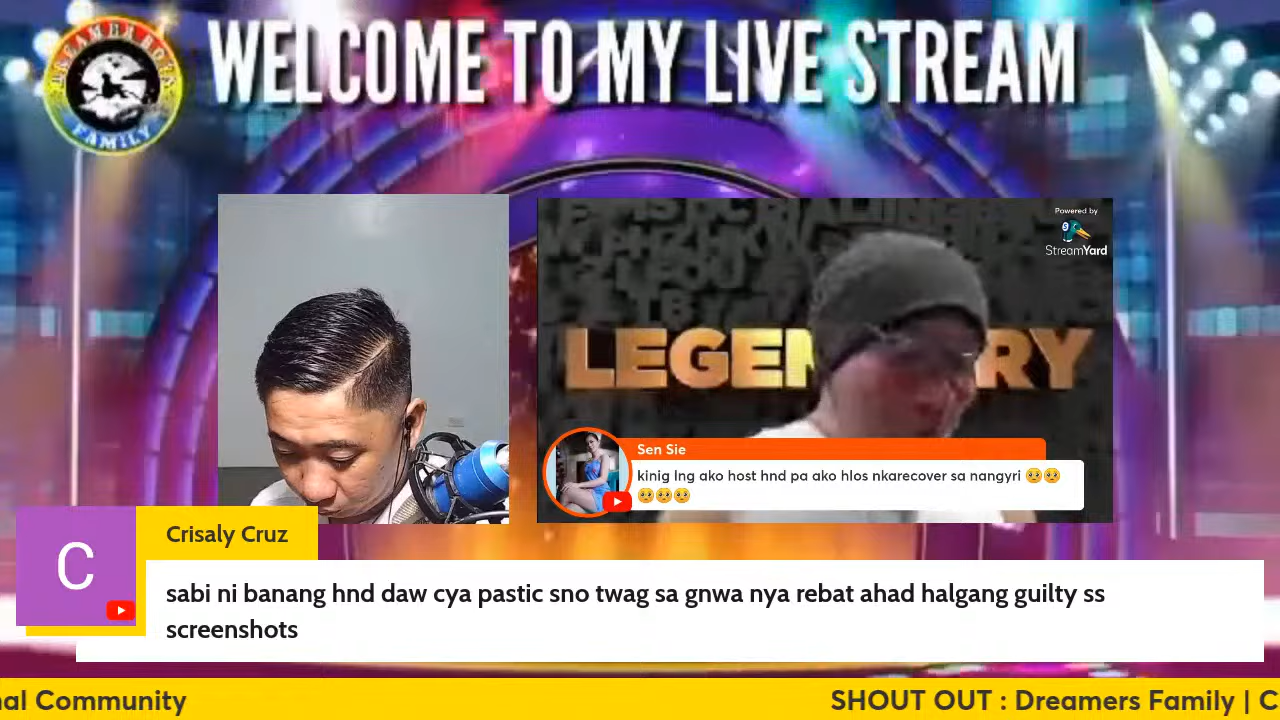 WELCOME TO MY LIVE STREAM
FAMILY
Powered by
StreamYard
LEGEN RY
Sen Sie
kinig lng ako host hnd pa ako hlos nkarecover sa nangyri 🥺🥺
🥺🥺🥺
C
Crisaly Cruz
sabi ni banang hnd daw cya pastic sno twag sa gnwa nya rebat ahad halgang guilty ss
screenshots
nal Community
SHOUT OUT : Dreamers Family | C